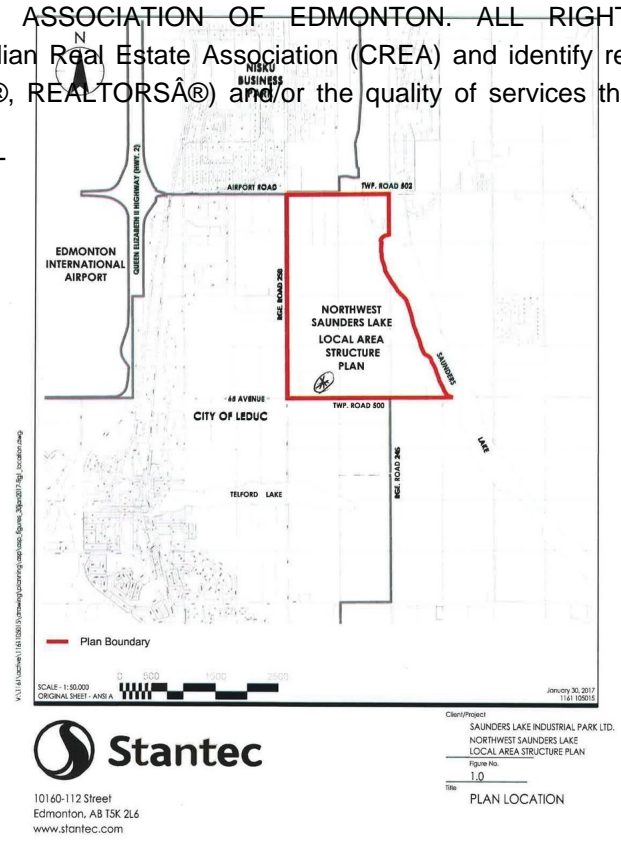 ASSOCIATION OF EDMONTON. ALL RIGHT
N
dian Real Estate Association (CREA) and identify re
NISKU
BUSINESS
PARK
®, REALTORSÂ®) and/or the quality of services th
QUEEN ELIZABETH II HIGHWAY (HWY. 2)
AIRPORT ROAD
TWP. ROAD 502
EDMONTON
INTERNATIONAL
AIRPORT
RGE. ROAD 250
NORTHWEST
SAUNDERS LAKE
LOCAL AREA
STRUCTURE
PLAN
SAUNDERS
LAKE
65 AVENUE
TWP. ROAD 500
CITY OF LEDUC
RGE. ROAD 245
TELFORD LAKE
Plan Boundary
SCALE - 1:50,000
ORIGINAL SHEET - ANSI A
0 500 1500 2500
January 30, 2017
1161 105015
Stantec
10160-112 Street
Edmonton, AB T5K 2L6
www.stantec.com
Client/Project
SAUNDERS LAKE INDUSTRIAL PARK LTD.
NORTHWEST SAUNDERS LAKE
LOCAL AREA STRUCTURE PLAN
Figure No.
1.0
Title
PLAN LOCATION